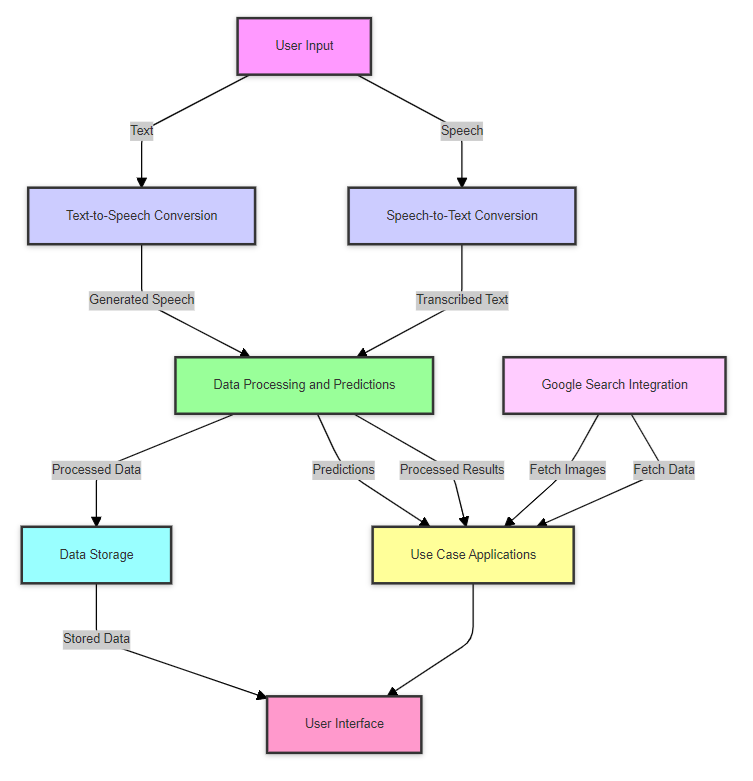 User Input
Text
Speech
Text-to-Speech Conversion
Speech-to-Text Conversion
Generated Speech
Transcribed Text
Data Processing and Predictions
Google Search Integration
Processed Data
Predictions
Processed Results
Fetch Images
Fetch Data
Data Storage
Use Case Applications
Stored Data
User Interface